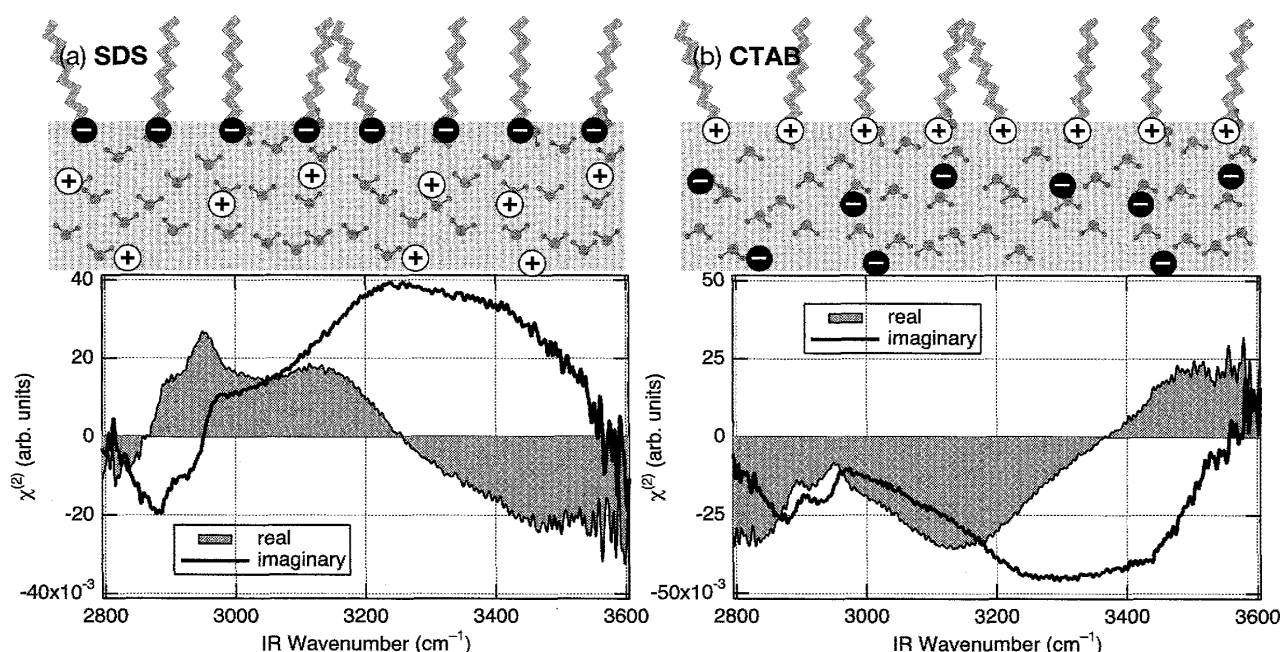 (a) SDS
− − − − − − − −
+ + + + + + + + +
40
20
0
-20
-40x10⁻³
χ⁽²⁾ (arb. units)
real
imaginary
2800 3000 3200 3400 3600
IR Wavenumber (cm⁻¹)
(b) CTAB
+ + + + + + + +
− − − − − − − − −
50
25
0
-25
-50x10⁻³
χ⁽²⁾ (arb. units)
real
imaginary
2800 3000 3200 3400 3600
IR Wavenumber (cm⁻¹)